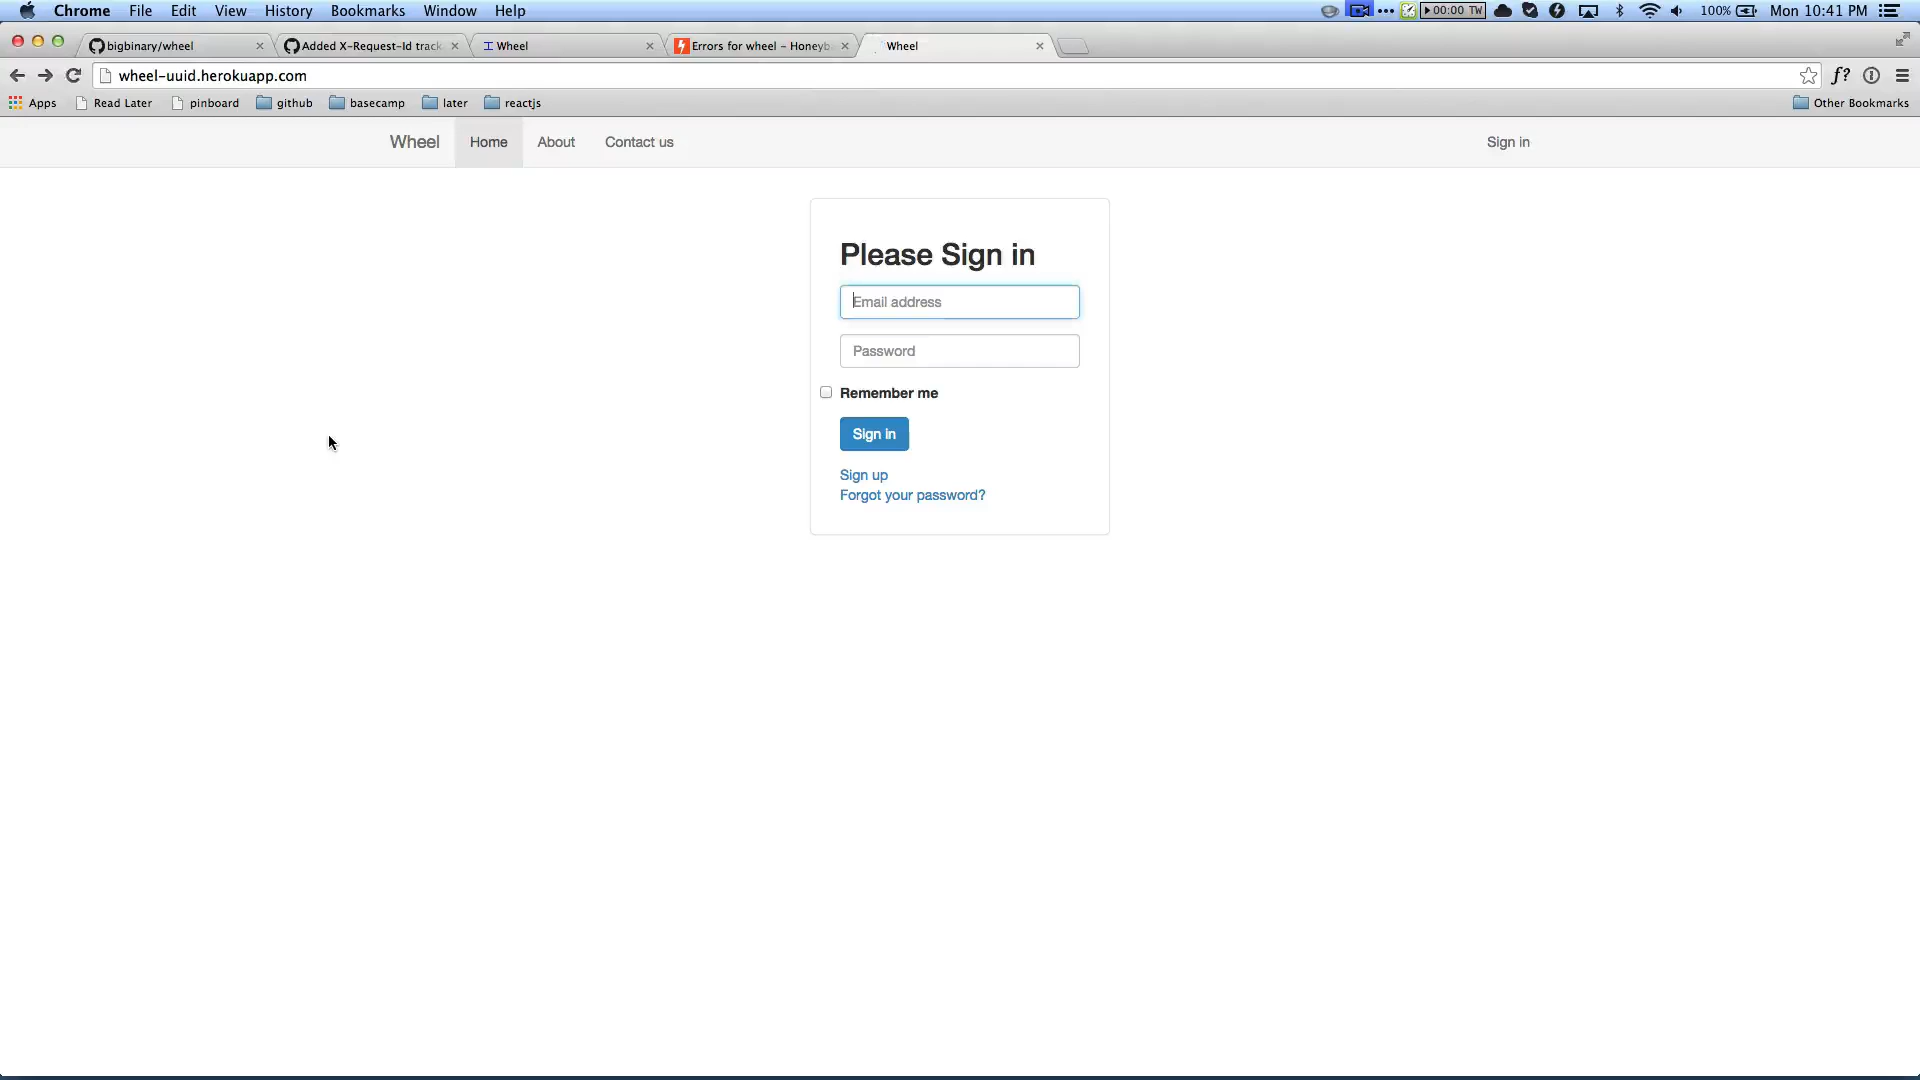 Chrome File Edit View History Bookmarks Window Help 00:00 TW 100% Mon 10:41 PM
bigbinary/wheel Added X-Request-Id track Wheel Errors for wheel - Honeyb Wheel
wheel-uuid.herokuapp.com f?
Apps Read Later pinboard github basecamp later reactjs Other Bookmarks
Wheel Home About Contact us Sign in
Please Sign in
Email address
Password
Remember me
Sign in
Sign up
Forgot your password?